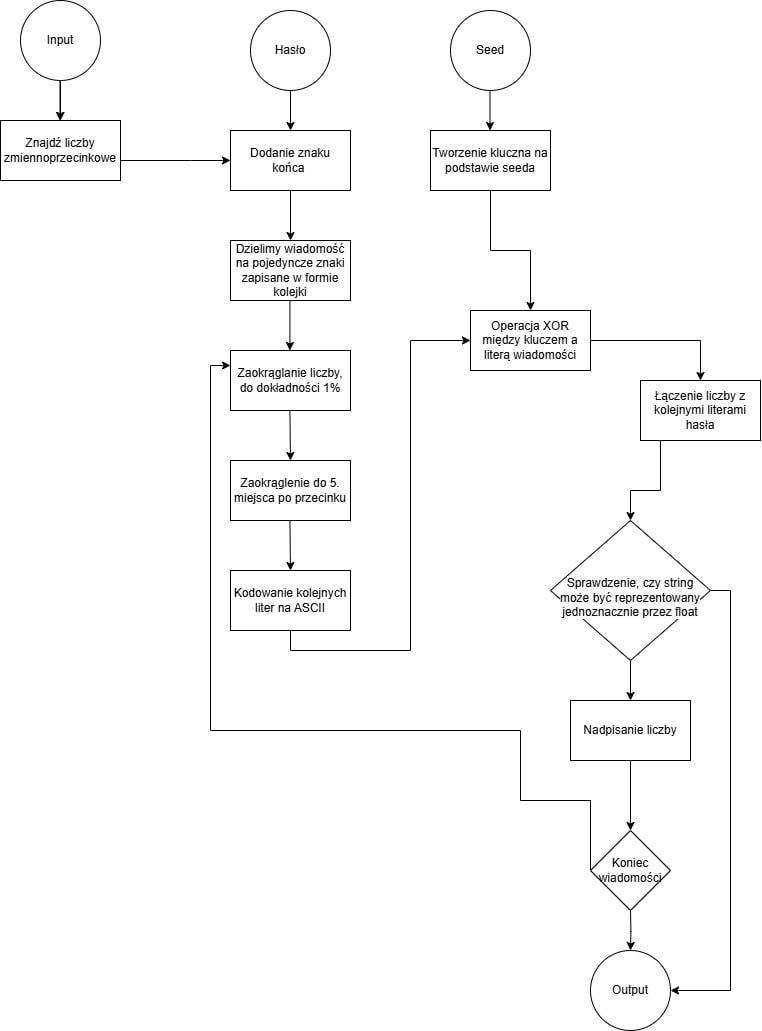 Input
Hasło
Seed
Znajdź liczby
zmiennoprzecinkowe
Dodanie znaku
końca
Tworzenie kluczna na
podstawie seeda
Dzielimy wiadomość
na pojedyncze znaki
zapisane w formie
kolejki
Operacja XOR
między kluczem a
literą wiadomości
Zaokrąglanie liczby,
do dokładności 1%
Łączenie liczby z
kolejnymi literami
hasła
Zaokrąglenie do 5.
miejsca po przecinku
Kodowanie kolejnych
liter na ASCII
Sprawdzenie, czy string
może być reprezentowany
jednoznacznie przez float
Nadpisanie liczby
Koniec
wiadomości
Output